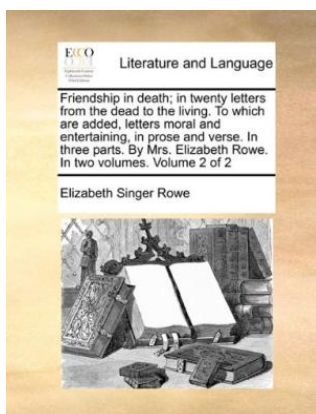 ECCO
Literature and Language
Friendship in death; in twenty letters
from the dead to the living. To which
are added, letters moral and
entertaining, in prose and verse. In
three parts. By Mrs. Elizabeth Rowe.
In two volumes. Volume 2 of 2
Elizabeth Singer Rowe